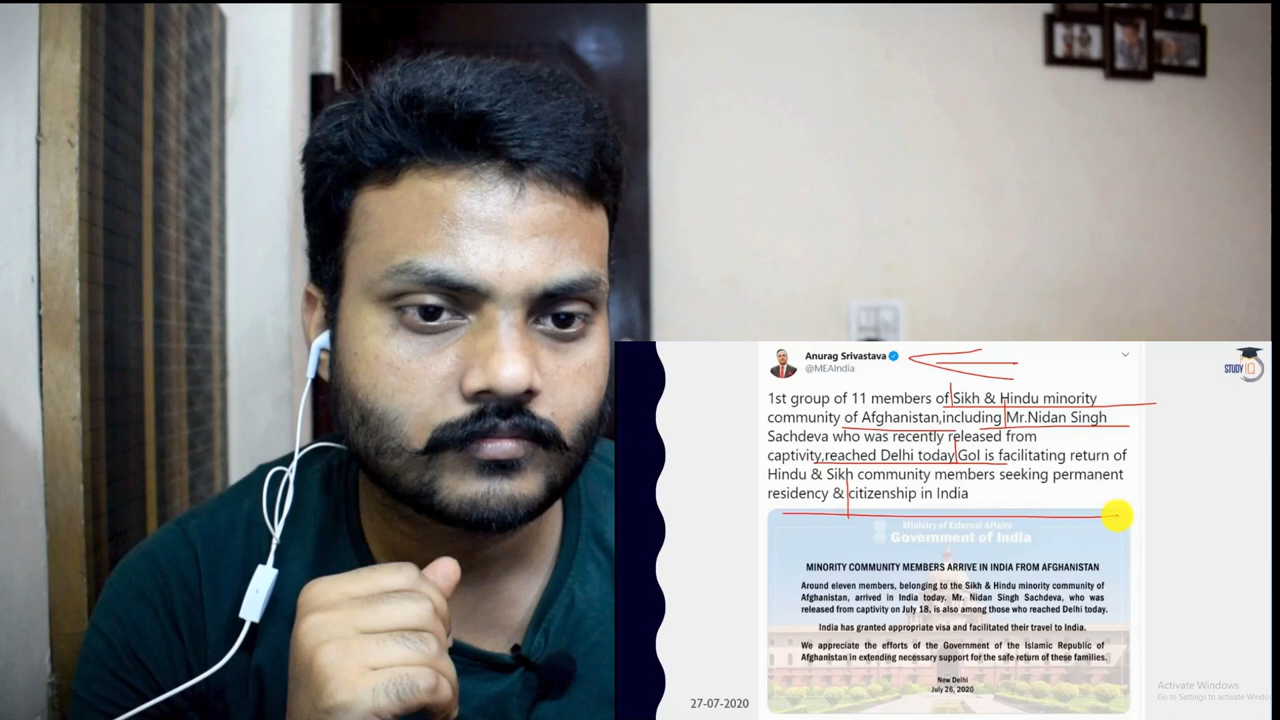 Anurag Srivastava
@MEAIndia
1st group of 11 members of Sikh & Hindu minority
community of Afghanistan,including Mr.Nidan Singh
Sachdeva who was recently released from
captivity,reached Delhi today.GoI is facilitating return of
Hindu & Sikh community members seeking permanent
residency & citizenship in India
Ministry of External Affairs
Government of India
MINORITY COMMUNITY MEMBERS ARRIVE IN INDIA FROM AFGHANISTAN
Around eleven members, belonging to the Sikh & Hindu minority community of
Afghanistan, arrived in India today. Mr. Nidan Singh Sachdeva, who was
released from captivity on July 18, is also among those who reached Delhi today.
India has granted appropriate visa and facilitated their travel to India.
We appreciate the efforts of the Government of the Islamic Republic of
Afghanistan in extending necessary support for the safe return of these families.
New Delhi
July 26, 2020
STUDY IQ
27-07-2020
Activate Windows
Go to Settings to activate Windows